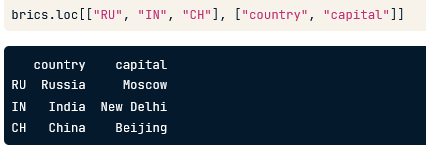 brics.loc[["RU", "IN", "CH"], ["country", "capital"]]
country capital
RU Russia Moscow
IN India New Delhi
CH China Beijing